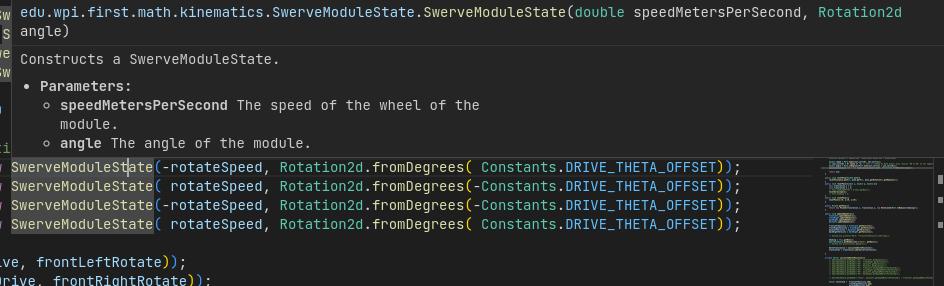 edu.wpi.first.math.kinematics.SwerveModuleState.SwerveModuleState(double speedMetersPerSecond, Rotation2d
angle)
Constructs a SwerveModuleState.
• Parameters:
◦ speedMetersPerSecond The speed of the wheel of the
module.
◦ angle The angle of the module.
SwerveModuleState(-rotateSpeed, Rotation2d.fromDegrees( Constants.DRIVE_THETA_OFFSET));
SwerveModuleState( rotateSpeed, Rotation2d.fromDegrees(-Constants.DRIVE_THETA_OFFSET));
SwerveModuleState(-rotateSpeed, Rotation2d.fromDegrees(-Constants.DRIVE_THETA_OFFSET));
SwerveModuleState( rotateSpeed, Rotation2d.fromDegrees( Constants.DRIVE_THETA_OFFSET));
ive, frontLeftRotate));
Drive, frontRightRotate));